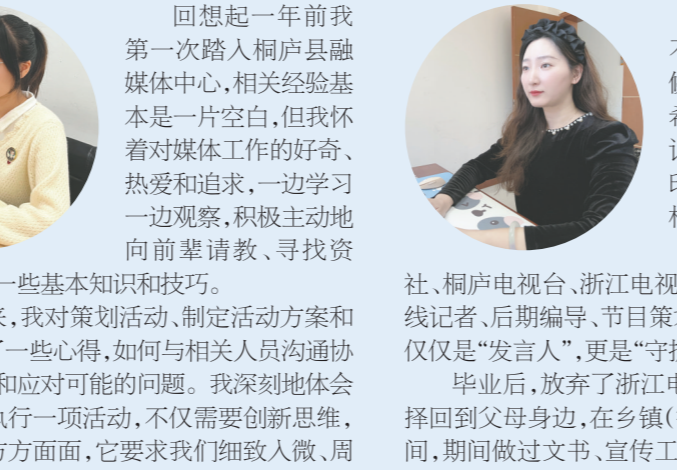 回想起一年前我
第一次踏入桐庐县融
媒体中心,相关经验基
本是一片空白,但我怀
着对媒体工作的好奇、
热爱和追求,一边学习
一边观察,积极主动地
向前辈请教、寻找资
一些基本知识和技巧。
来,我对策划活动、制定活动方案和
了一些心得,如何与相关人员沟通协
和应对可能的问题。我深刻地体会
执行一项活动,不仅需要创新思维,
方方面面,它要求我们细致入微、周
社、桐庐电视台、浙江电视
线记者、后期编导、节目策
仅仅是“发言人”,更是“守
毕业后,放弃了浙江电
择回到父母身边,在乡镇(
间,期间做过文书、宣传工